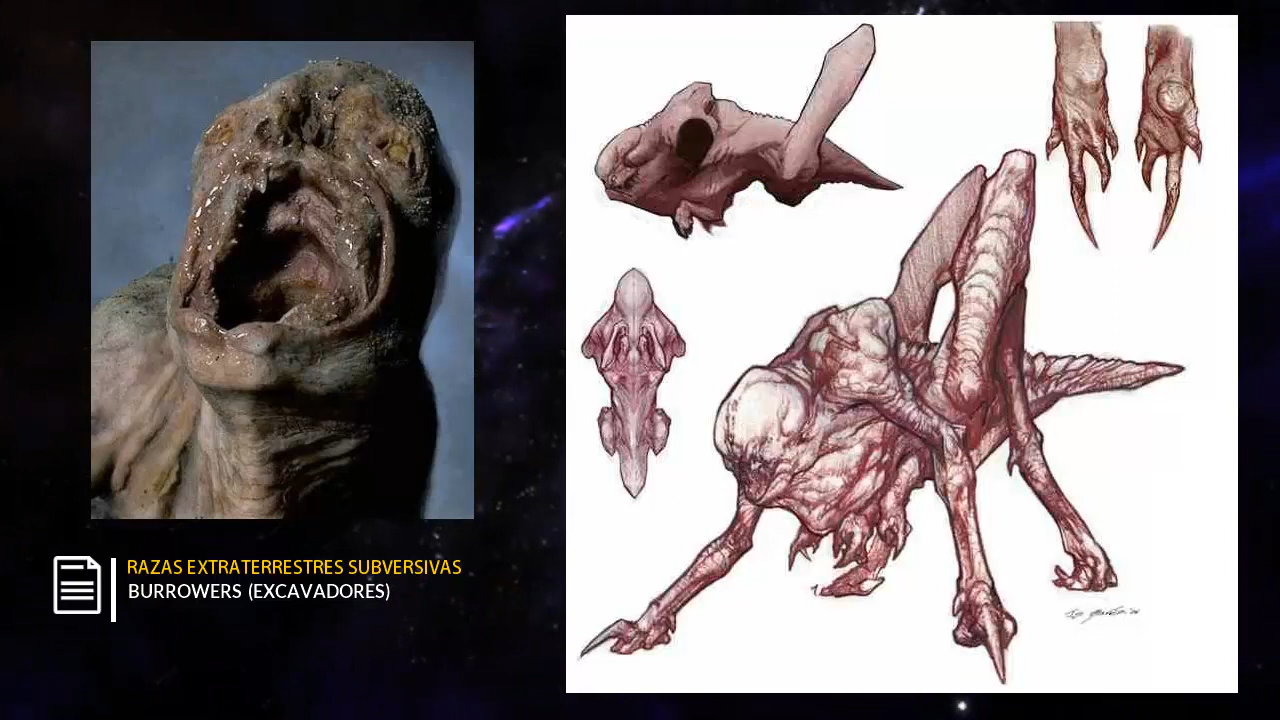 RAZAS EXTRATERRESTRES SUBVERSIVAS
BURROWERS (EXCAVADORES)